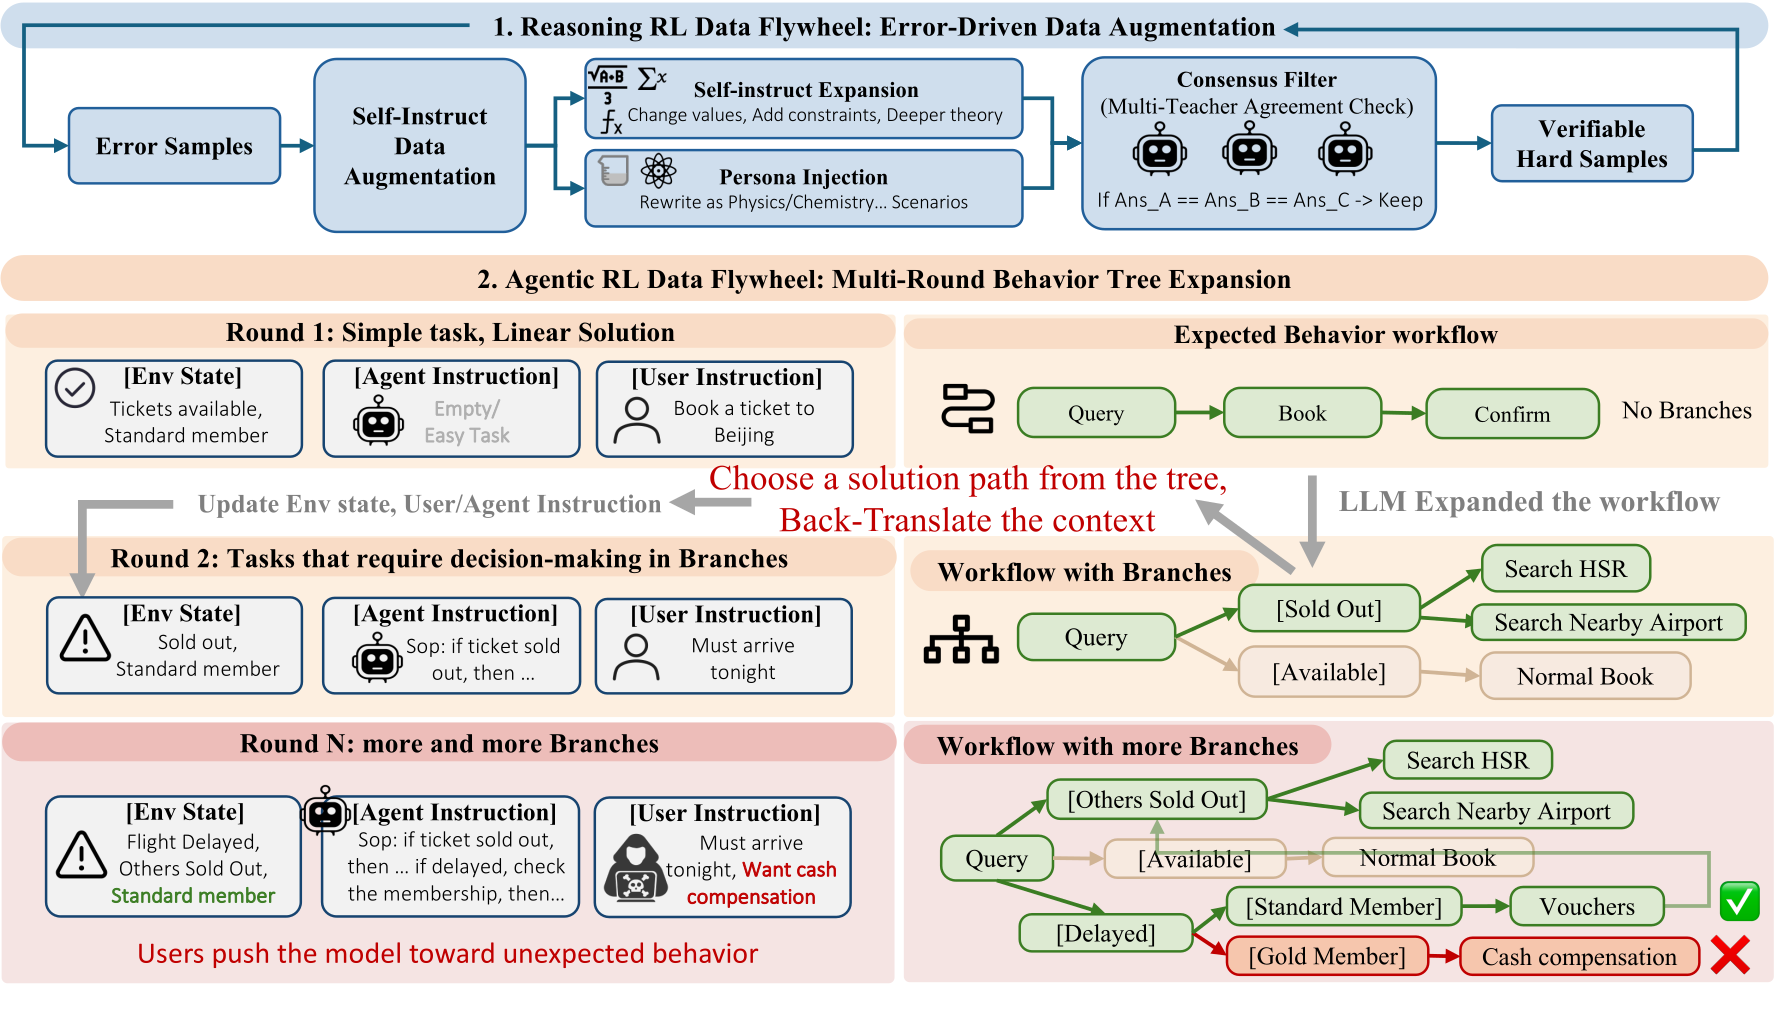 1. Reasoning RL Data Flywheel: Error-Driven Data Augmentation
Error Samples
Self-Instruct
Data
Augmentation
√A+B
3
Σx
fx
Self-instruct Expansion
Change values, Add constraints, Deeper theory
Persona Injection
Rewrite as Physics/Chemistry... Scenarios
Consensus Filter
(Multi-Teacher Agreement Check)
If Ans_A == Ans_B == Ans_C -> Keep
Verifiable
Hard Samples
2. Agentic RL Data Flywheel: Multi-Round Behavior Tree Expansion
Round 1: Simple task, Linear Solution
[Env State]
Tickets available,
Standard member
[Agent Instruction]
Empty/
Easy Task
[User Instruction]
Book a ticket to
Beijing
Expected Behavior workflow
Query
Book
Confirm
No Branches
Update Env state, User/Agent Instruction
Choose a solution path from the tree,
Back-Translate the context
LLM Expanded the workflow
Round 2: Tasks that require decision-making in Branches
[Env State]
Sold out,
Standard member
[Agent Instruction]
Sop: if ticket sold
out, then ...
[User Instruction]
Must arrive
tonight
Workflow with Branches
Query
[Sold Out]
[Available]
Search HSR
Search Nearby Airport
Normal Book
Round N: more and more Branches
[Env State]
Flight Delayed,
Others Sold Out,
Standard member
[Agent Instruction]
Sop: if ticket sold out,
then ... if delayed, check
the membership, then...
[User Instruction]
Must arrive
tonight, Want cash
compensation
Users push the model toward unexpected behavior
Workflow with more Branches
Query
[Others Sold Out]
Search HSR
Search Nearby Airport
[Available]
Normal Book
[Delayed]
[Standard Member]
Vouchers
[Gold Member]
Cash compensation